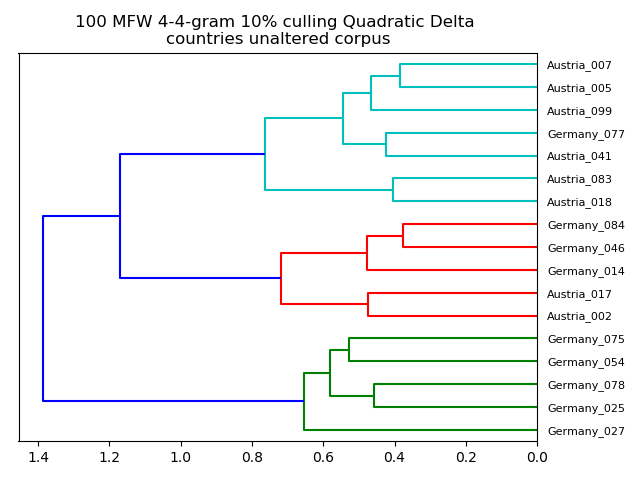 100 MFW 4-4-gram 10% culling Quadratic Delta
countries unaltered corpus
Austria_007
Austria_005
Austria_099
Germany_077
Austria_041
Austria_083
Austria_018
Germany_084
Germany_046
Germany_014
Austria_017
Austria_002
Germany_075
Germany_054
Germany_078
Germany_025
Germany_027
1.4 1.2 1.0 0.8 0.6 0.4 0.2 0.0